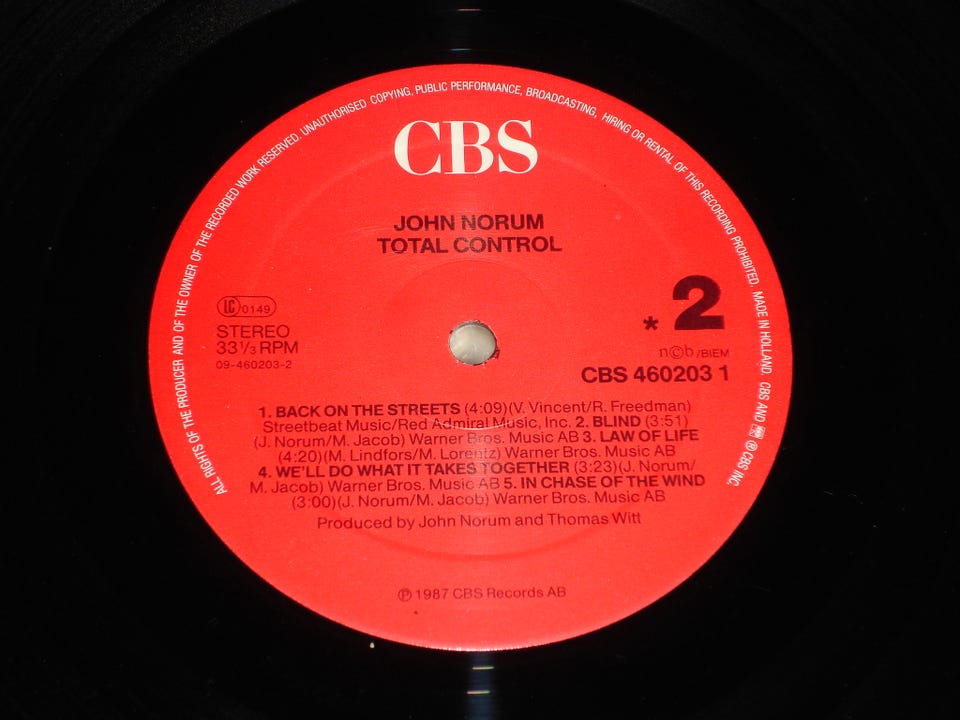 ALL RIGHTS OF THE PRODUCER AND OF THE OWNER OF THE RECORDED WORK RESERVED. UNAUTHORISED COPYING, PUBLIC PERFORMANCE, BROADCASTING, HIRING OR RENTAL OF THIS RECORDING PROHIBITED. MADE IN HOLLAND. CBS AND ℗ CBS INC.
CBS
JOHN NORUM
TOTAL CONTROL
LC 0149
STEREO
33 1/3 RPM
09-460203-2
* 2
n©b/BIEM
CBS 460203 1
1. BACK ON THE STREETS (4:09)(V. Vincent/R. Freedman)
Streetbeat Music/Red Admiral Music, Inc. 2. BLIND (3:51)
(J. Norum/M. Jacob) Warner Bros. Music AB 3. LAW OF LIFE
(4:20)(M. Lindfors/M. Lorentz) Warner Bros. Music AB
4. WE'LL DO WHAT IT TAKES TOGETHER (3:23)(J. Norum/
M. Jacob) Warner Bros. Music AB 5. IN CHASE OF THE WIND
(3:00)(J. Norum/M. Jacob) Warner Bros. Music AB
Produced by John Norum and Thomas Witt
℗ 1987 CBS Records AB